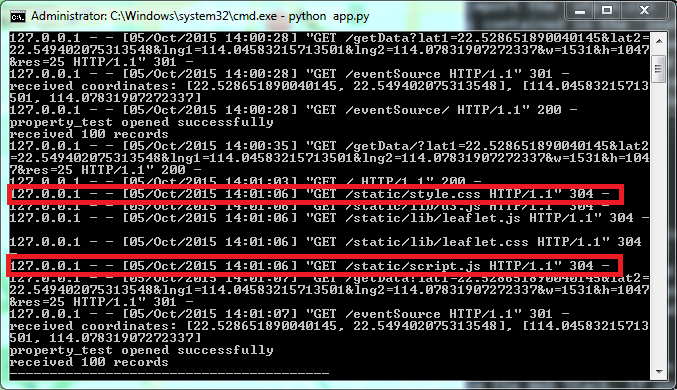 Administrator: C:\Windows\system32\cmd.exe - python  app.py
127.0.0.1 - - [05/Oct/2015 14:00:28] "GET /getData?lat1=22.528651890040145&lat2=
22.549402075313548&lng1=114.04583215713501&lng2=114.07831907272337&w=1531&h=1047
&res=25 HTTP/1.1" 301 -
127.0.0.1 - - [05/Oct/2015 14:00:28] "GET /eventSource HTTP/1.1" 301 -
received coordinates: [22.528651890040145, 22.549402075313548], [114.04583215713
501, 114.07831907272337]
127.0.0.1 - - [05/Oct/2015 14:00:28] "GET /eventSource/ HTTP/1.1" 200 -
property_test opened successfully
received 100 records
127.0.0.1 - - [05/Oct/2015 14:00:35] "GET /getData/?lat1=22.528651890040145&lat2
=22.549402075313548&lng1=114.04583215713501&lng2=114.07831907272337&w=1531&h=104
7&res=25 HTTP/1.1" 200 -
127.0.0.1 - - [05/Oct/2015 14:01:03] "GET / HTTP/1.1" 200 -
127.0.0.1 - - [05/Oct/2015 14:01:06] "GET /static/style.css HTTP/1.1" 304 -
127.0.0.1 - - [05/Oct/2015 14:01:06] "GET /static/lib/d3.js HTTP/1.1" 304 -
127.0.0.1 - - [05/Oct/2015 14:01:06] "GET /static/lib/leaflet.js HTTP/1.1" 304 -
127.0.0.1 - - [05/Oct/2015 14:01:06] "GET /static/lib/leaflet.css HTTP/1.1" 304
-
127.0.0.1 - - [05/Oct/2015 14:01:06] "GET /static/script.js HTTP/1.1" 304 -
127.0.0.1 - - [05/Oct/2015 14:01:07] "GET /getData?lat1=22.528651890040145&lat2=
22.549402075313548&lng1=114.04583215713501&lng2=114.07831907272337&w=1531&h=1047
&res=25 HTTP/1.1" 301 -
127.0.0.1 - - [05/Oct/2015 14:01:07] "GET /eventSource HTTP/1.1" 301 -
received coordinates: [22.528651890040145, 22.549402075313548], [114.04583215713
501, 114.07831907272337]
property_test opened successfully
received 100 records
--------------------------------------